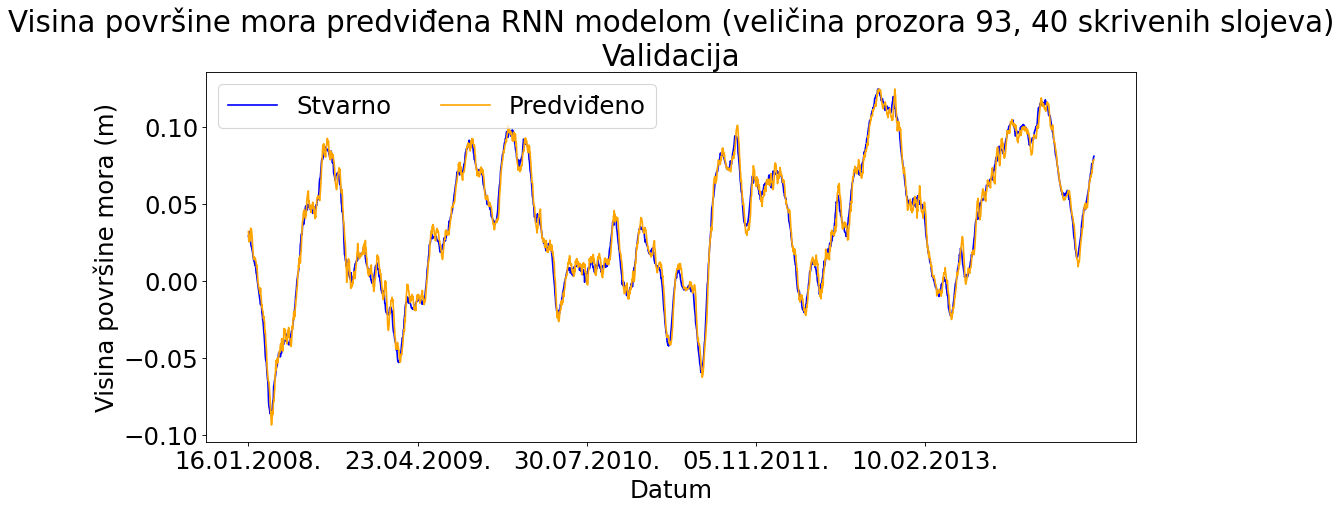 Visina površine mora predviđena RNN modelom (veličina prozora 93, 40 skrivenih slojeva)
Validacija
Stvarno Predviđeno
Visina površine mora (m)
0.10
0.05
0.00
−0.05
−0.10
16.01.2008. 23.04.2009. 30.07.2010. 05.11.2011. 10.02.2013.
Datum